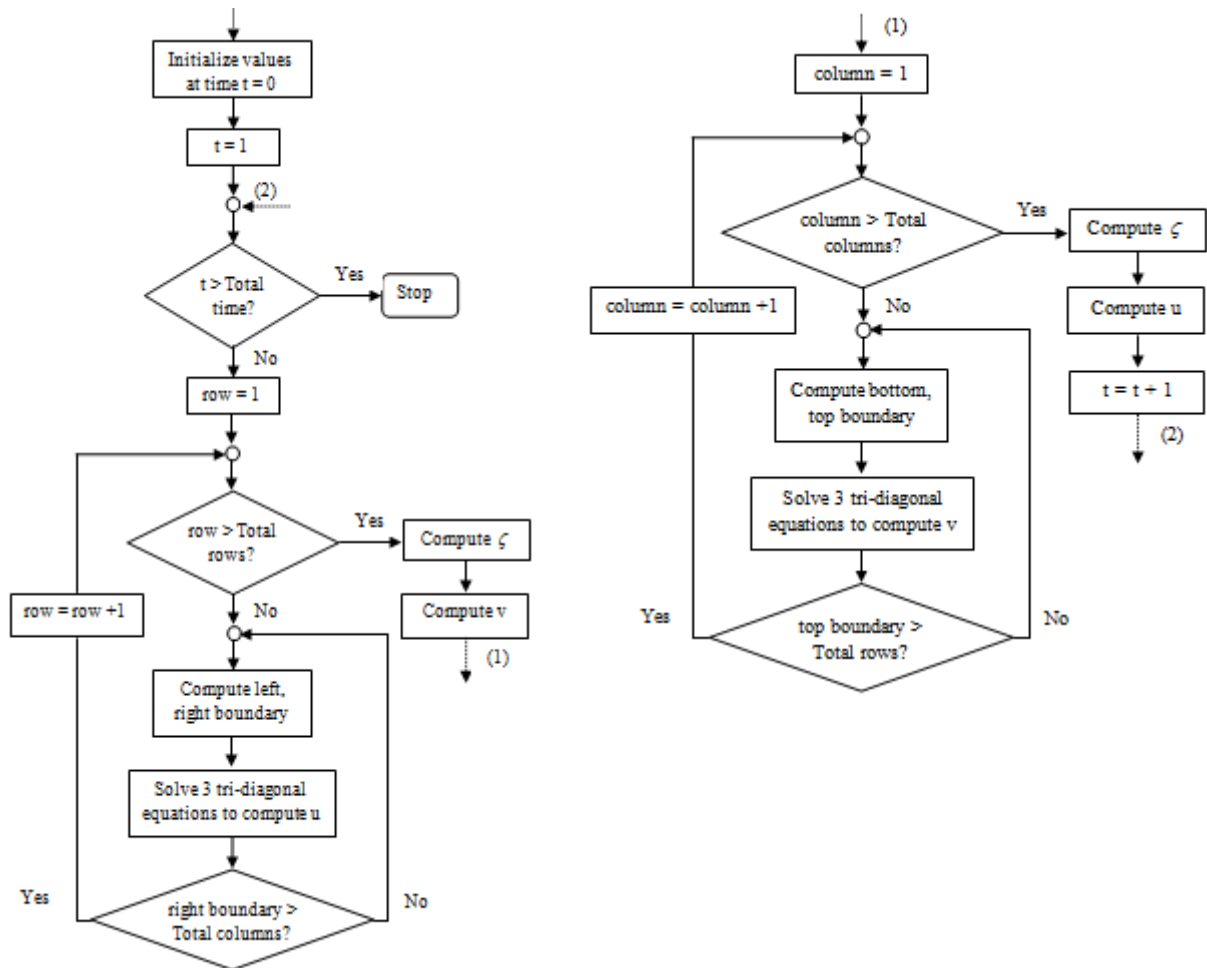 Initialize values
at time t = 0
t = 1
(2)
t > Total
time?
Yes
Stop
No
row = 1
row > Total
rows?
Yes
Compute ς
row = row +1
No
Compute v
(1)
Compute left,
right boundary
Solve 3 tri-diagonal
equations to compute u
Yes
right boundary >
Total columns?
No
(1)
column = 1
column > Total
columns?
Yes
Compute ς
column = column +1
No
Compute u
Compute bottom,
top boundary
t = t + 1
(2)
Solve 3 tri-diagonal
equations to compute v
Yes
top boundary >
Total rows?
No